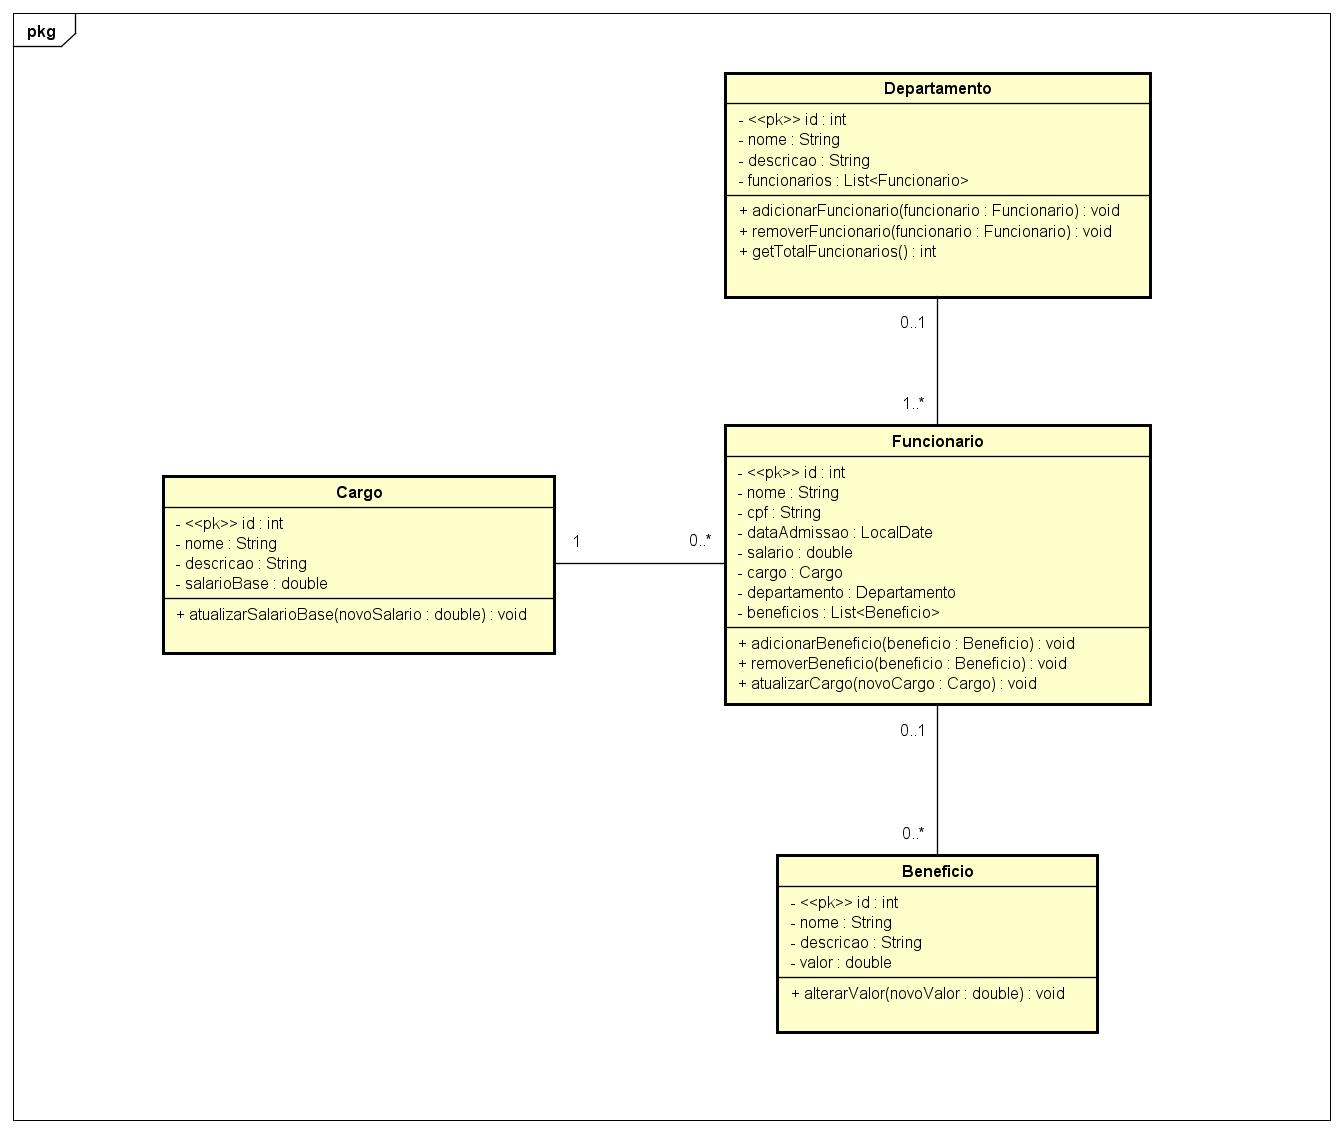 pkg
Departamento
- <<pk>> id : int
- nome : String
- descricao : String
- funcionarios : List<Funcionario>
+ adicionarFuncionario(funcionario : Funcionario) : void
+ removerFuncionario(funcionario : Funcionario) : void
+ getTotalFuncionarios() : int
0..1
1..*
Funcionario
- <<pk>> id : int
- nome : String
- cpf : String
- dataAdmissao : LocalDate
- salario : double
- cargo : Cargo
- departamento : Departamento
- beneficios : List<Beneficio>
+ adicionarBeneficio(beneficio : Beneficio) : void
+ removerBeneficio(beneficio : Beneficio) : void
+ atualizarCargo(novoCargo : Cargo) : void
Cargo
- <<pk>> id : int
- nome : String
- descricao : String
- salarioBase : double
+ atualizarSalarioBase(novoSalario : double) : void
1
0..*
0..1
0..*
Beneficio
- <<pk>> id : int
- nome : String
- descricao : String
- valor : double
+ alterarValor(novoValor : double) : void